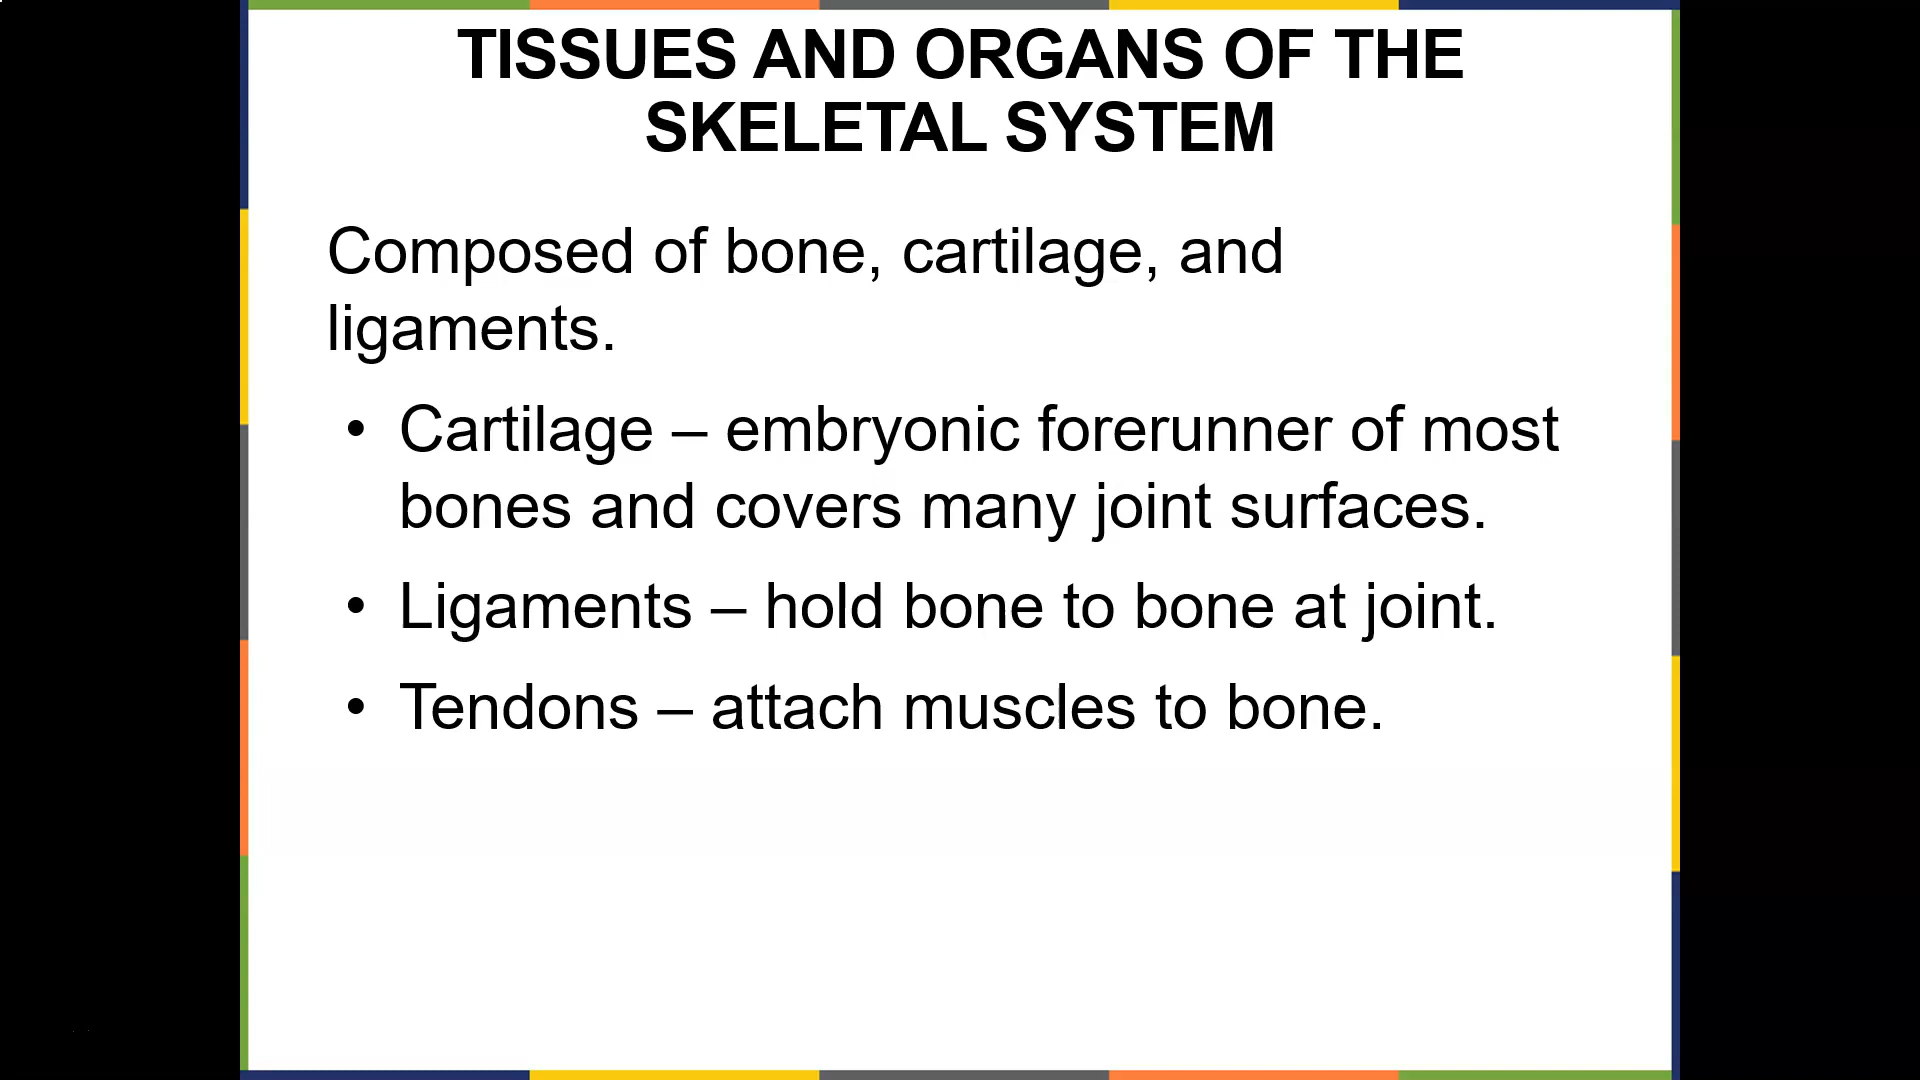 TISSUES AND ORGANS OF THE
SKELETAL SYSTEM
Composed of bone, cartilage, and
ligaments.
• Cartilage – embryonic forerunner of most
bones and covers many joint surfaces.
• Ligaments – hold bone to bone at joint.
• Tendons – attach muscles to bone.